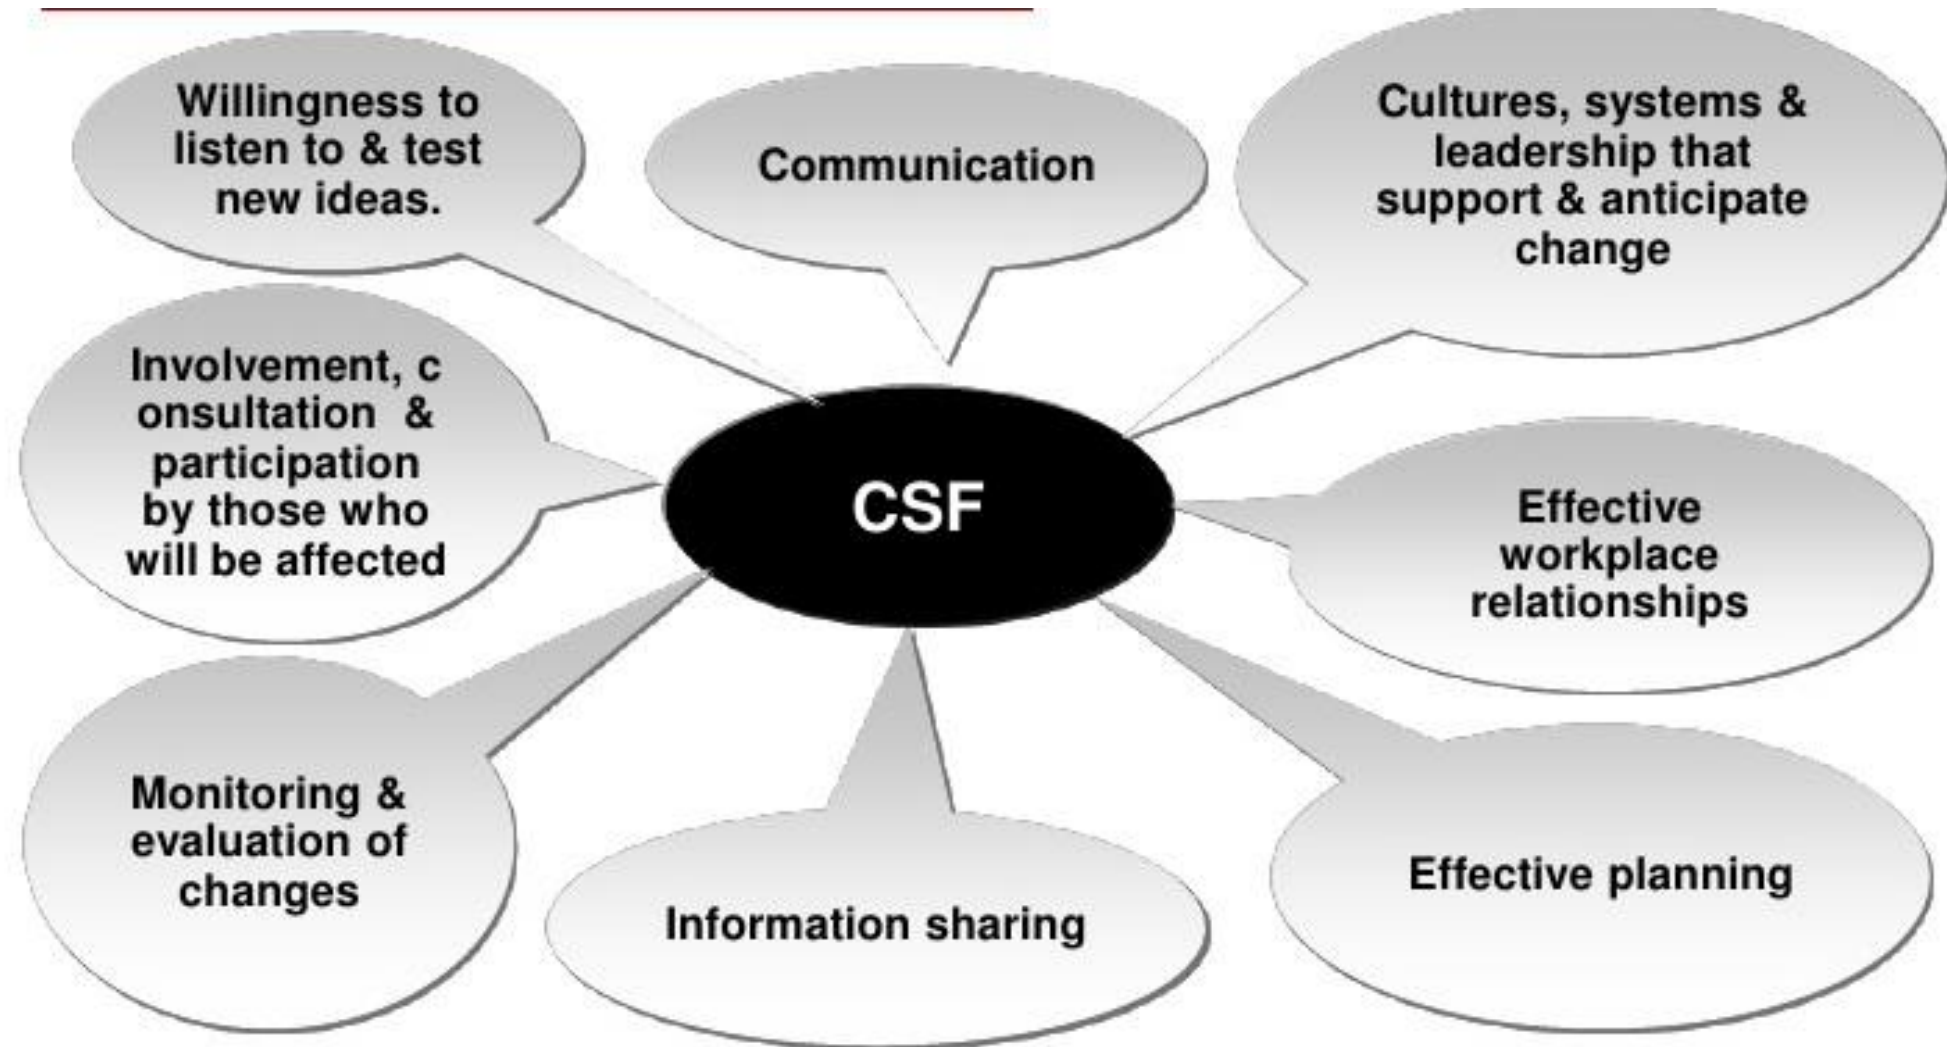 Willingness to
listen to & test
new ideas.
Communication
Cultures, systems &
leadership that
support & anticipate
change
Involvement, c
onsultation &
participation
by those who
will be affected
CSF
Effective
workplace
relationships
Monitoring &
evaluation of
changes
Information sharing
Effective planning